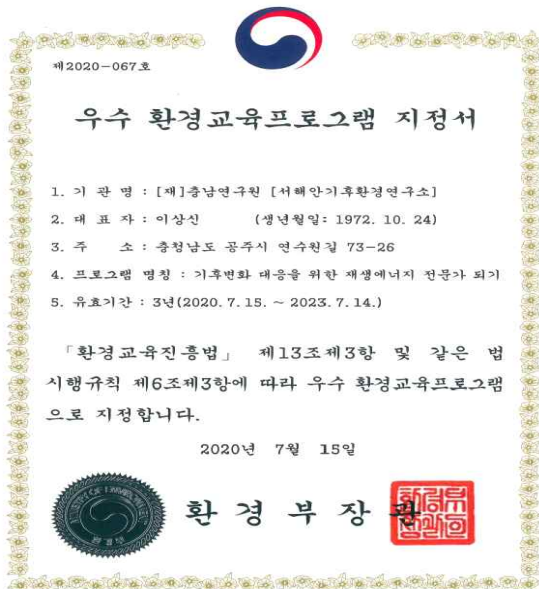 제2020-067호
우수 환경교육프로그램 지정서
1. 기 관 명 : [재]충남연구원 [서해안기후환경연구소]
2. 대 표 자 : 이상신 (생년월일: 1972. 10. 24)
3. 주 소 : 충청남도 공주시 연수원길 73-26
4. 프로그램 명칭 : 기후변화 대응을 위한 재생에너지 전문가 되기
5. 유효기간 : 3년(2020. 7. 15. ~ 2023. 7. 14.)
「환경교육진흥법」 제13조제3항 및 같은 법
시행규칙 제6조제3항에 따라 우수 환경교육프로그램
으로 지정합니다.
2020년 7월 15일
환 경 부 장 관